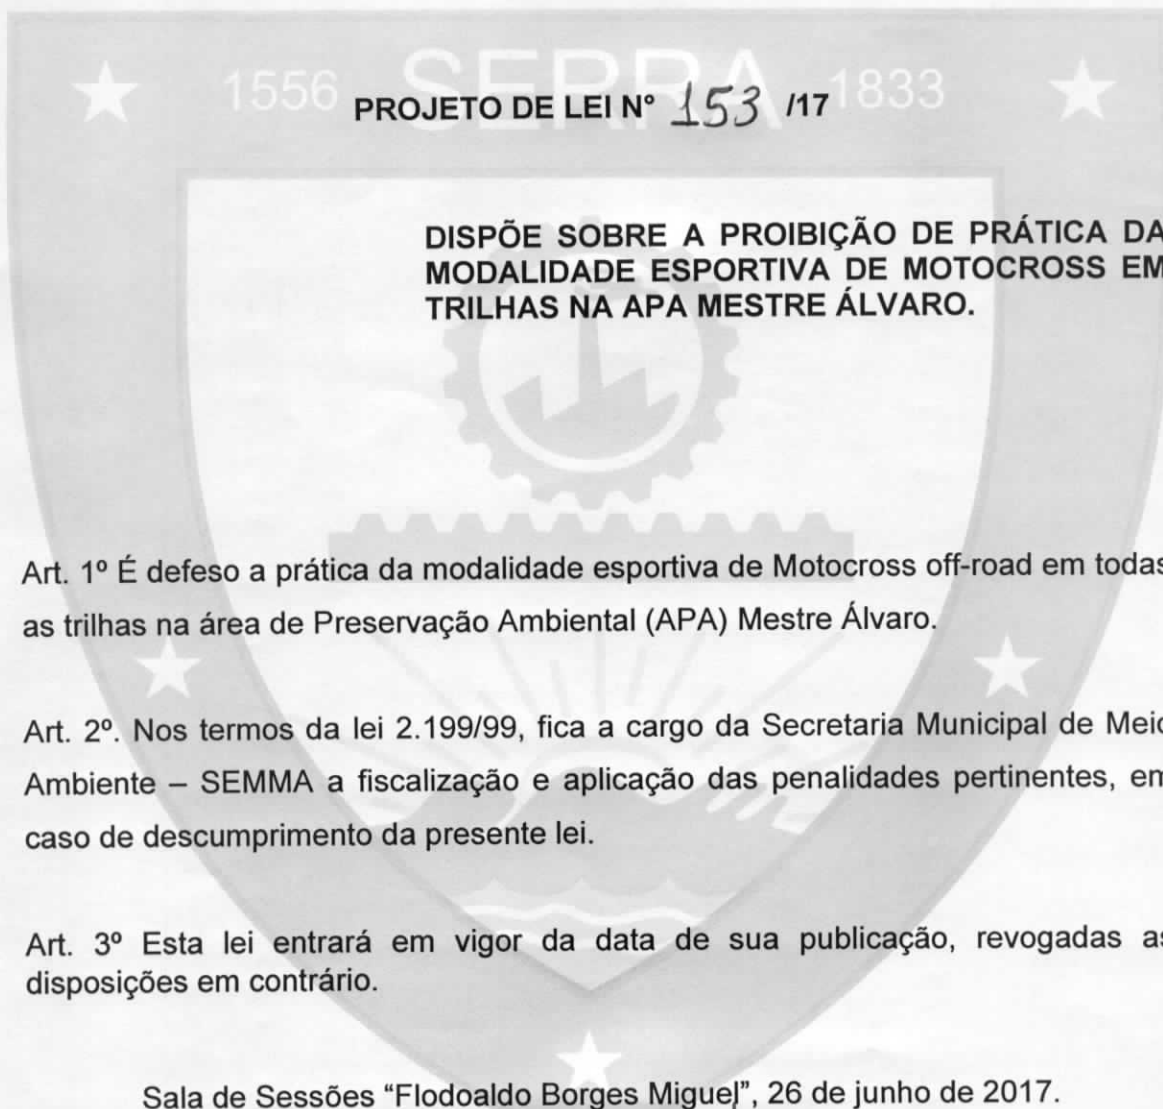 SERRA
1556 1833
PROJETO DE LEI N° 153 /17
DISPÕE SOBRE A PROIBIÇÃO DE PRÁTICA DA
MODALIDADE ESPORTIVA DE MOTOCROSS EM
TRILHAS NA APA MESTRE ÁLVARO.
Art. 1º É defeso a prática da modalidade esportiva de Motocross off-road em todas
as trilhas na área de Preservação Ambiental (APA) Mestre Álvaro.
Art. 2º. Nos termos da lei 2.199/99, fica a cargo da Secretaria Municipal de Meio
Ambiente – SEMMA a fiscalização e aplicação das penalidades pertinentes, em
caso de descumprimento da presente lei.
Art. 3º Esta lei entrará em vigor da data de sua publicação, revogadas as
disposições em contrário.
Sala de Sessões “Flodoaldo Borges Miguel”, 26 de junho de 2017.